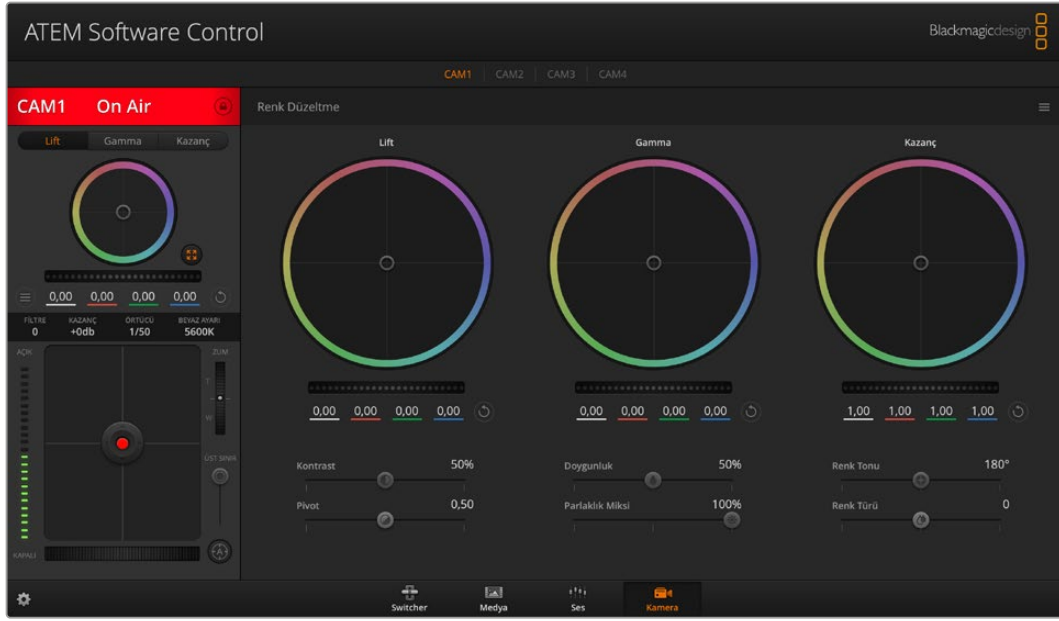 ATEM Software Control
Blackmagicdesign
CAM1 CAM2 CAM3 CAM4
CAM1 On Air
Renk Düzeltme
Lift Gamma Kazanç
Lift Gamma Kazanç
0,00 0,00 0,00 0,00
FİLTRE KAZANÇ ÖRTÜCÜ BEYAZ AYARI
0 +0db 1/50 5600K
AÇIK ZUM
T
W
ÜST SINIR
KAPALI A
0,00 0,00 0,00 0,00 0,00 0,00 0,00 0,00 1,00 1,00 1,00 1,00
Kontrast 50% Doygunluk 50% Renk Tonu 180°
Pivot 0,50 Parlaklık Miksi 100% Renk Türü 0
Switcher Medya Ses Kamera